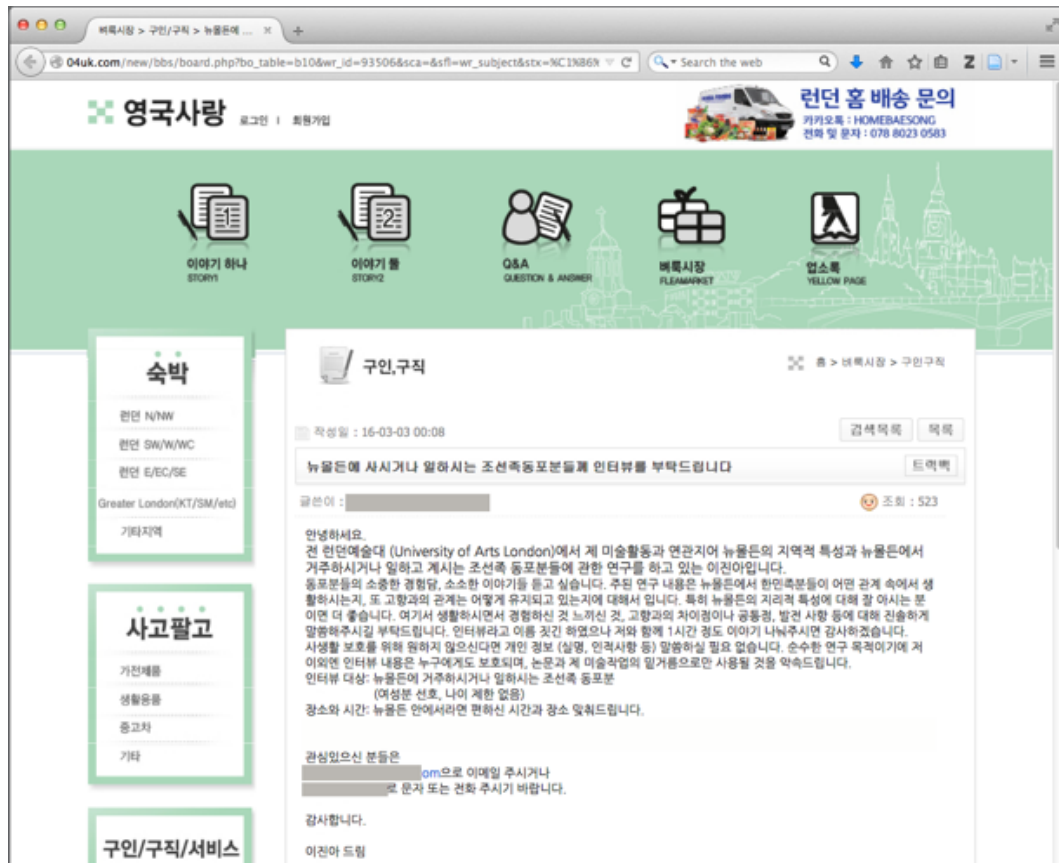 벼룩시장 > 구인/구직 > 뉴몰든에 ...
04uk.com/new/bbs/board.php?bo_table=b10&wr_id=93506&sca=&sfl=wr_subject&stx=%C1%B6%
Search the web
영국사랑
로그인 | 회원가입
런던 홈 배송 문의
카카오톡 : HOMEBAESONG
전화 및 문자 : 078 8023 0583
이야기 하나
STORY1
이야기 둘
STORY2
Q&A
QUESTION & ANSWER
벼룩시장
FLEAMARKET
업소록
YELLOW PAGE
숙박
런던 N/NW
런던 SW/W/WC
런던 E/EC/SE
Greater London(KT/SM/etc)
기타지역
사고팔고
가전제품
생활용품
중고차
기타
구인/구직/서비스
구인,구직
홈 > 벼룩시장 > 구인구직
작성일 : 16-03-03 00:08
검색목록 목록
뉴몰든에 사시거나 일하시는 조선족동포분들께 인터뷰를 부탁드립니다
트랙백
글쓴이 :
조회 : 523
안녕하세요.
전 런던예술대 (University of Arts London)에서 제 미술활동과 연관지어 뉴몰든의 지역적 특성과 뉴몰든에서
거주하시거나 일하고 계시는 조선족 동포분들에 관한 연구를 하고 있는 이진아입니다.
동포분들의 소중한 경험담, 소소한 이야기들 듣고 싶습니다. 주된 연구 내용은 뉴몰든에서 한민족분들이 어떤 관계 속에서 생
활하시는지, 또 고향과의 관계는 어떻게 유지되고 있는지에 대해서 입니다. 특히 뉴몰든의 지리적 특성에 대해 잘 아시는 분
이면 더 좋습니다. 여기서 생활하시면서 경험하신 것 느끼신 것, 고향과의 차이점이나 공통점, 발전 사항 등에 대해 진솔하게
말씀해주시길 부탁드립니다. 인터뷰라고 이름 짓긴 하였으나 저와 함께 1시간 정도 이야기 나눠주시면 감사하겠습니다.
사생활 보호를 위해 원하지 않으신다면 개인 정보 (실명, 인적사항 등) 말씀하실 필요 없습니다. 순수한 연구 목적이기에 저
이외엔 인터뷰 내용은 누구에게도 보호되며, 논문과 제 미술작업의 밑거름으로만 사용될 것을 약속드립니다.
인터뷰 대상: 뉴몰든에 거주하시거나 일하시는 조선족 동포분
(여성분 선호, 나이 제한 없음)
장소와 시간: 뉴몰든 안에서라면 편하신 시간과 장소 맞춰드립니다.
관심있으신 분들은
om으로 이메일 주시거나
로 문자 또는 전화 주시기 바랍니다.
감사합니다.
이진아 드림